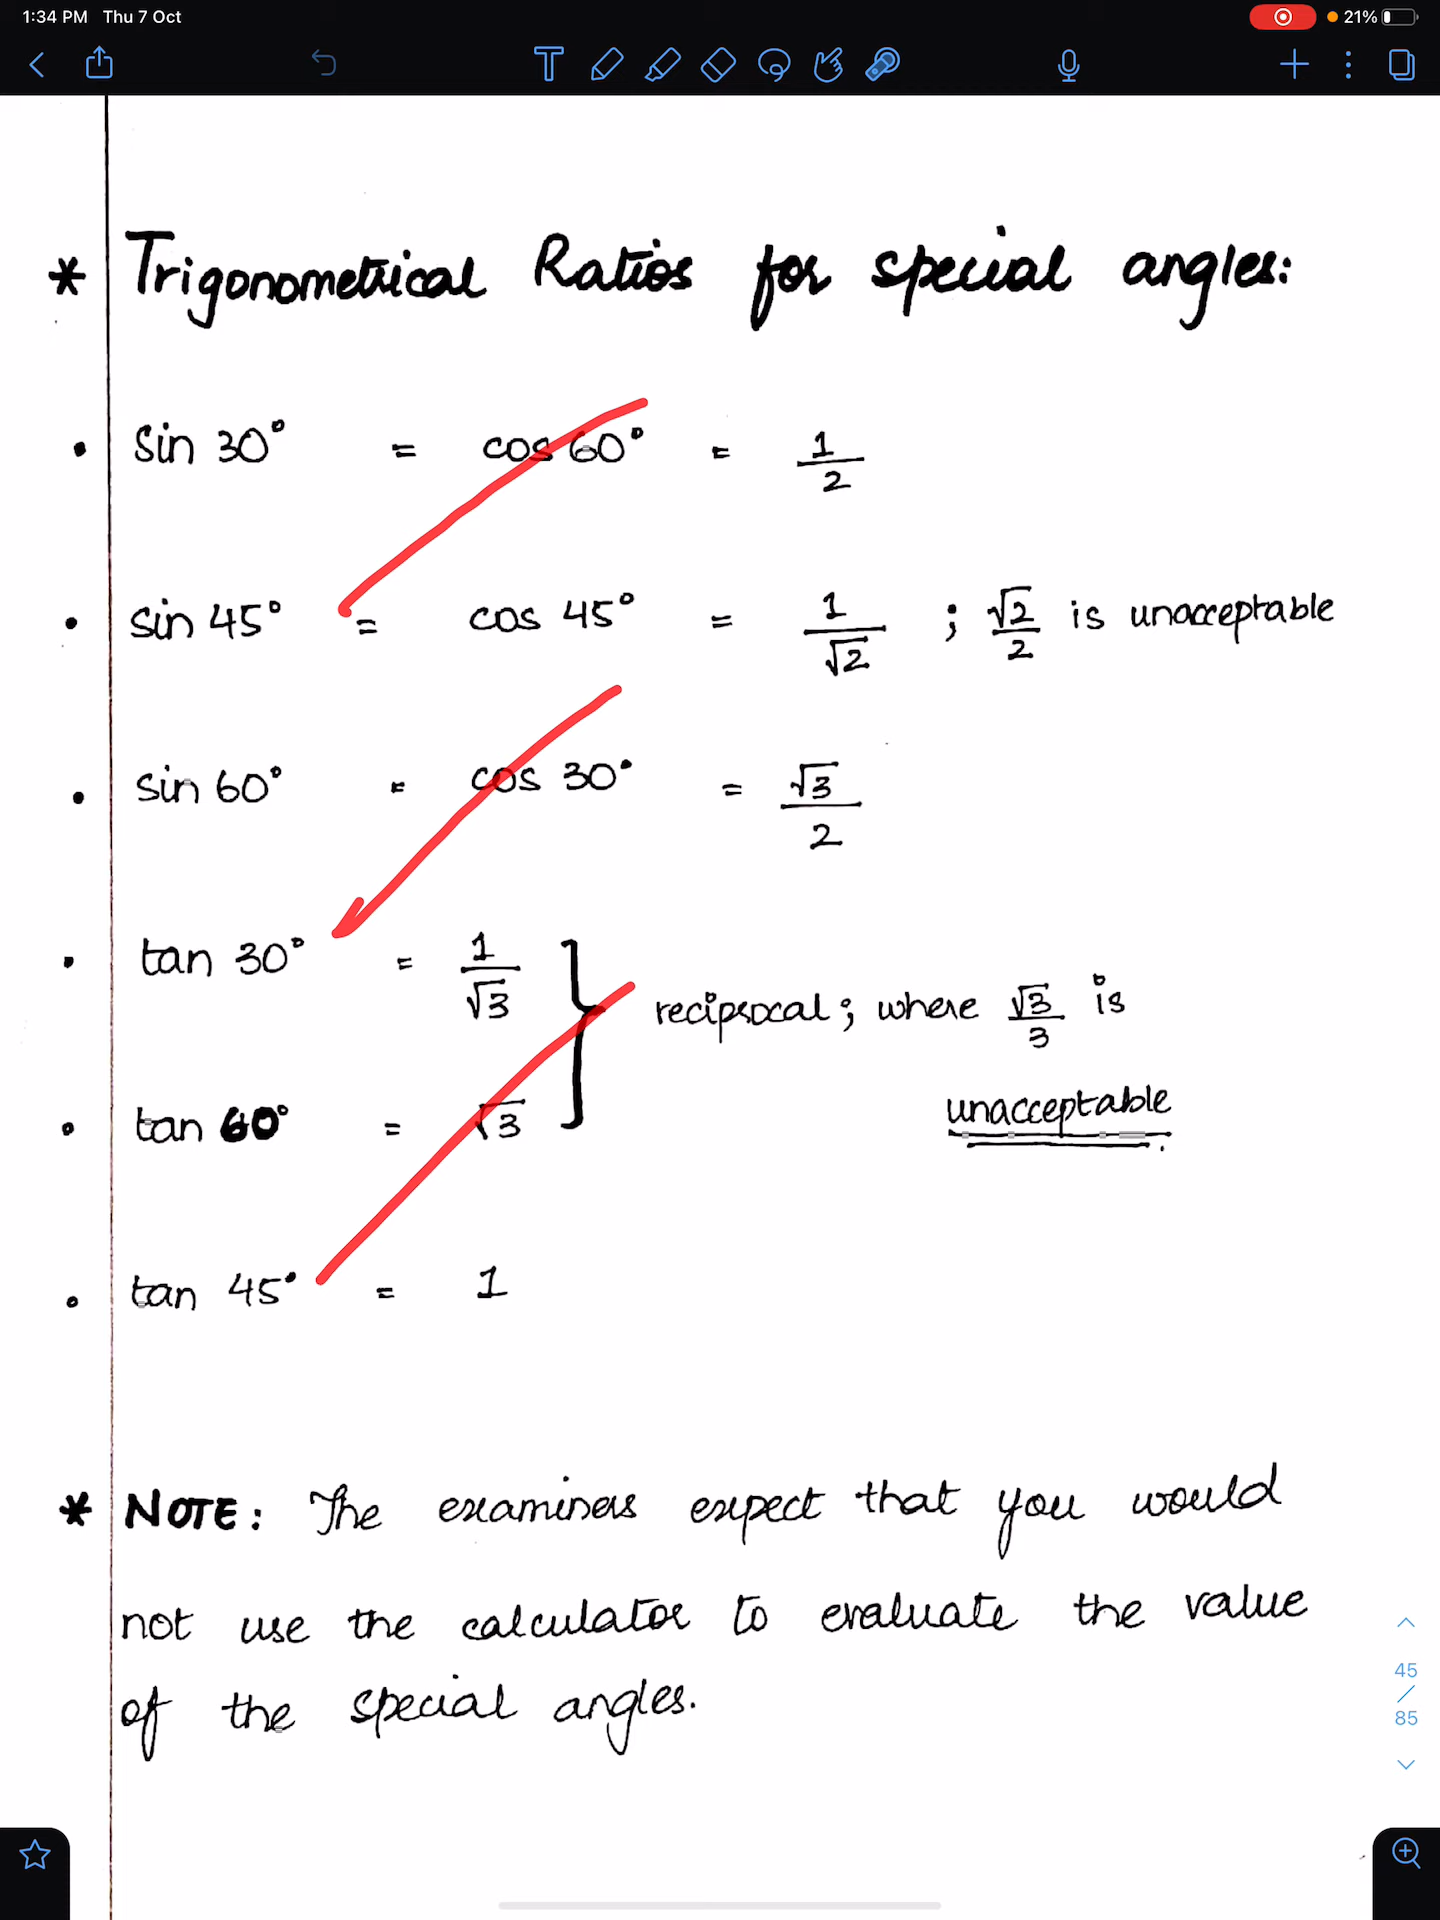 1:34 PM Thu 7 Oct 21%
* Trigonometrical Ratios for special angles:
• sin 30° = cos 60° = 1/2
• sin 45° = cos 45° = 1/√2 ; √2/2 is unacceptable
• sin 60° = cos 30° = √3/2
• tan 30° = 1/√3
reciprocal; where √3/3 is
unacceptable.
• tan 60° = √3
• tan 45° = 1
* NOTE: The examiners expect that you would
not use the calculator to evaluate the value
of the special angles.
45
/
85